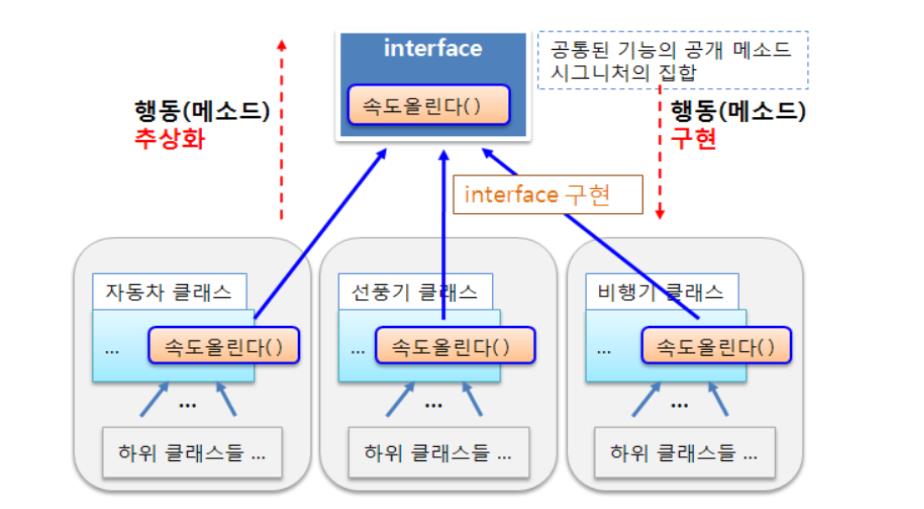 interface
속도올린다()
공통된 기능의 공개 메소드
시그니처의 집합
행동(메소드)
추상화
행동(메소드)
구현
interface 구현
자동차 클래스
... 속도올린다()
...
하위 클래스들 ...
선풍기 클래스
... 속도올린다()
...
하위 클래스들 ...
비행기 클래스
... 속도올린다()
...
하위 클래스들 ...